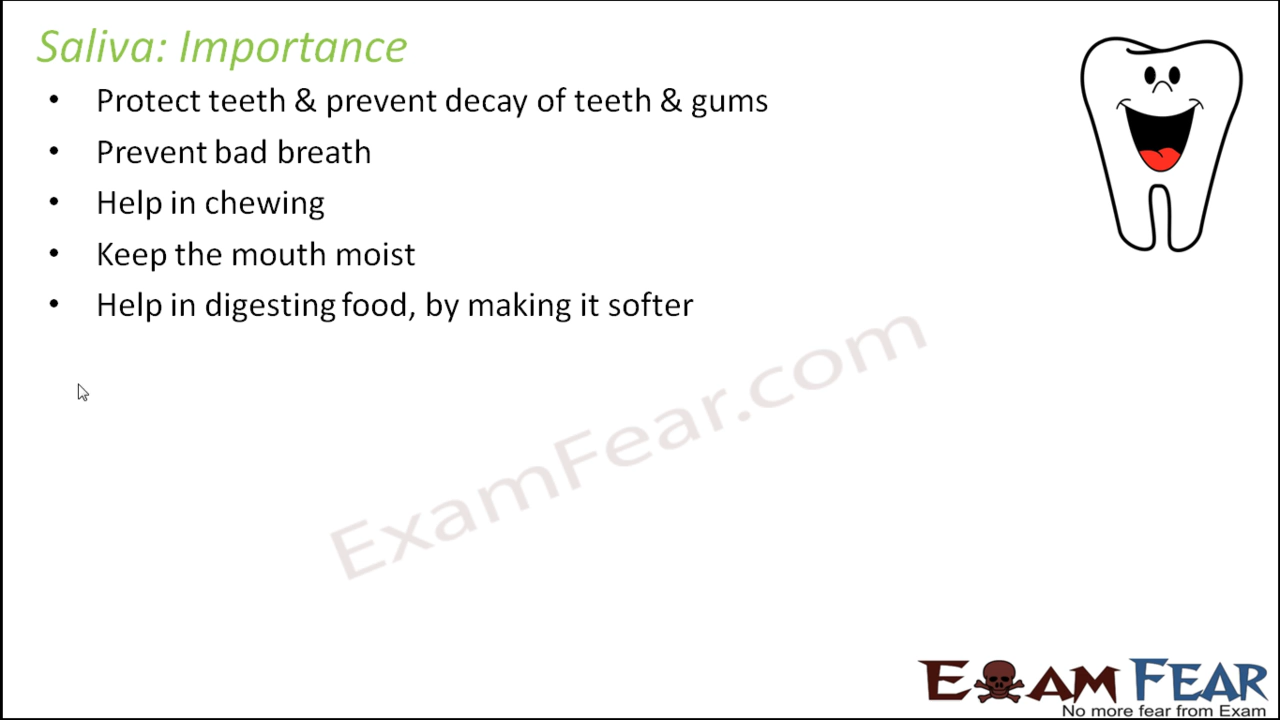 Saliva: Importance
• Protect teeth & prevent decay of teeth & gums
• Prevent bad breath
• Help in chewing
• Keep the mouth moist
• Help in digesting food, by making it softer
ExamFear.com
EXAM FEAR
No more fear from Exam